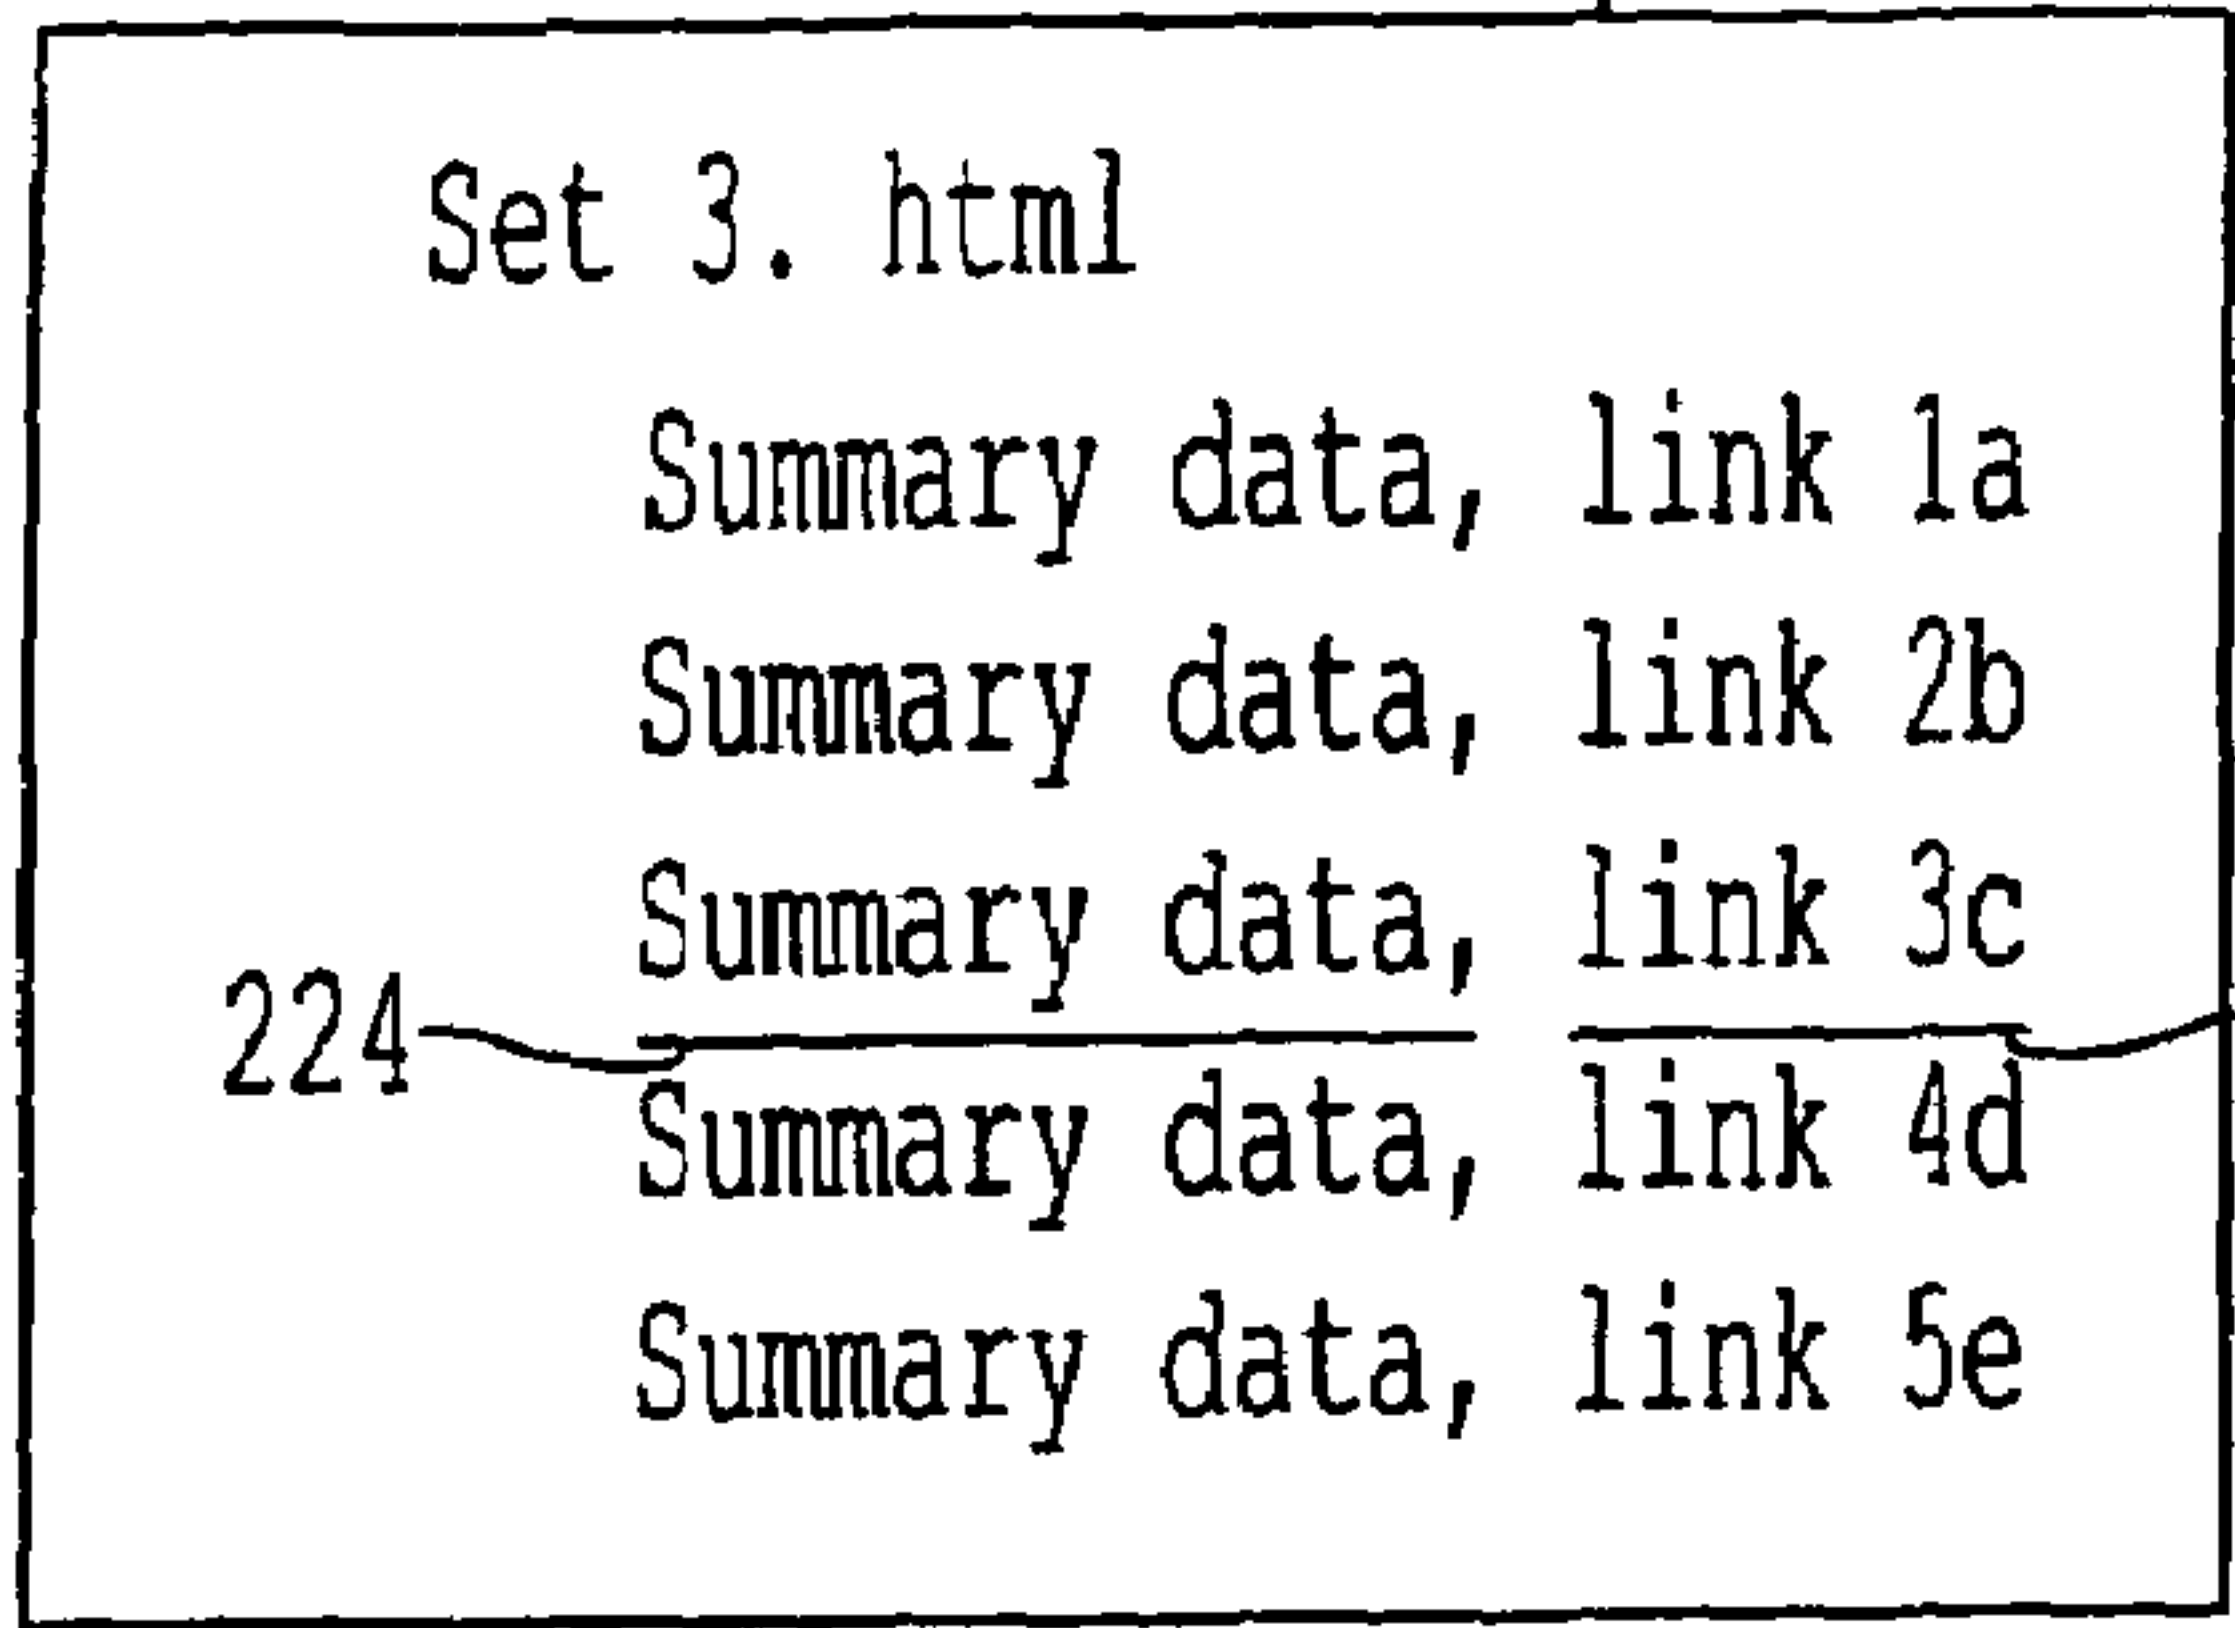 Set 3. html
Summary data, link 1a
Summary data, link 2b
Summary data, link 3c
224
Summary data, link 4d
Summary data, link 5e